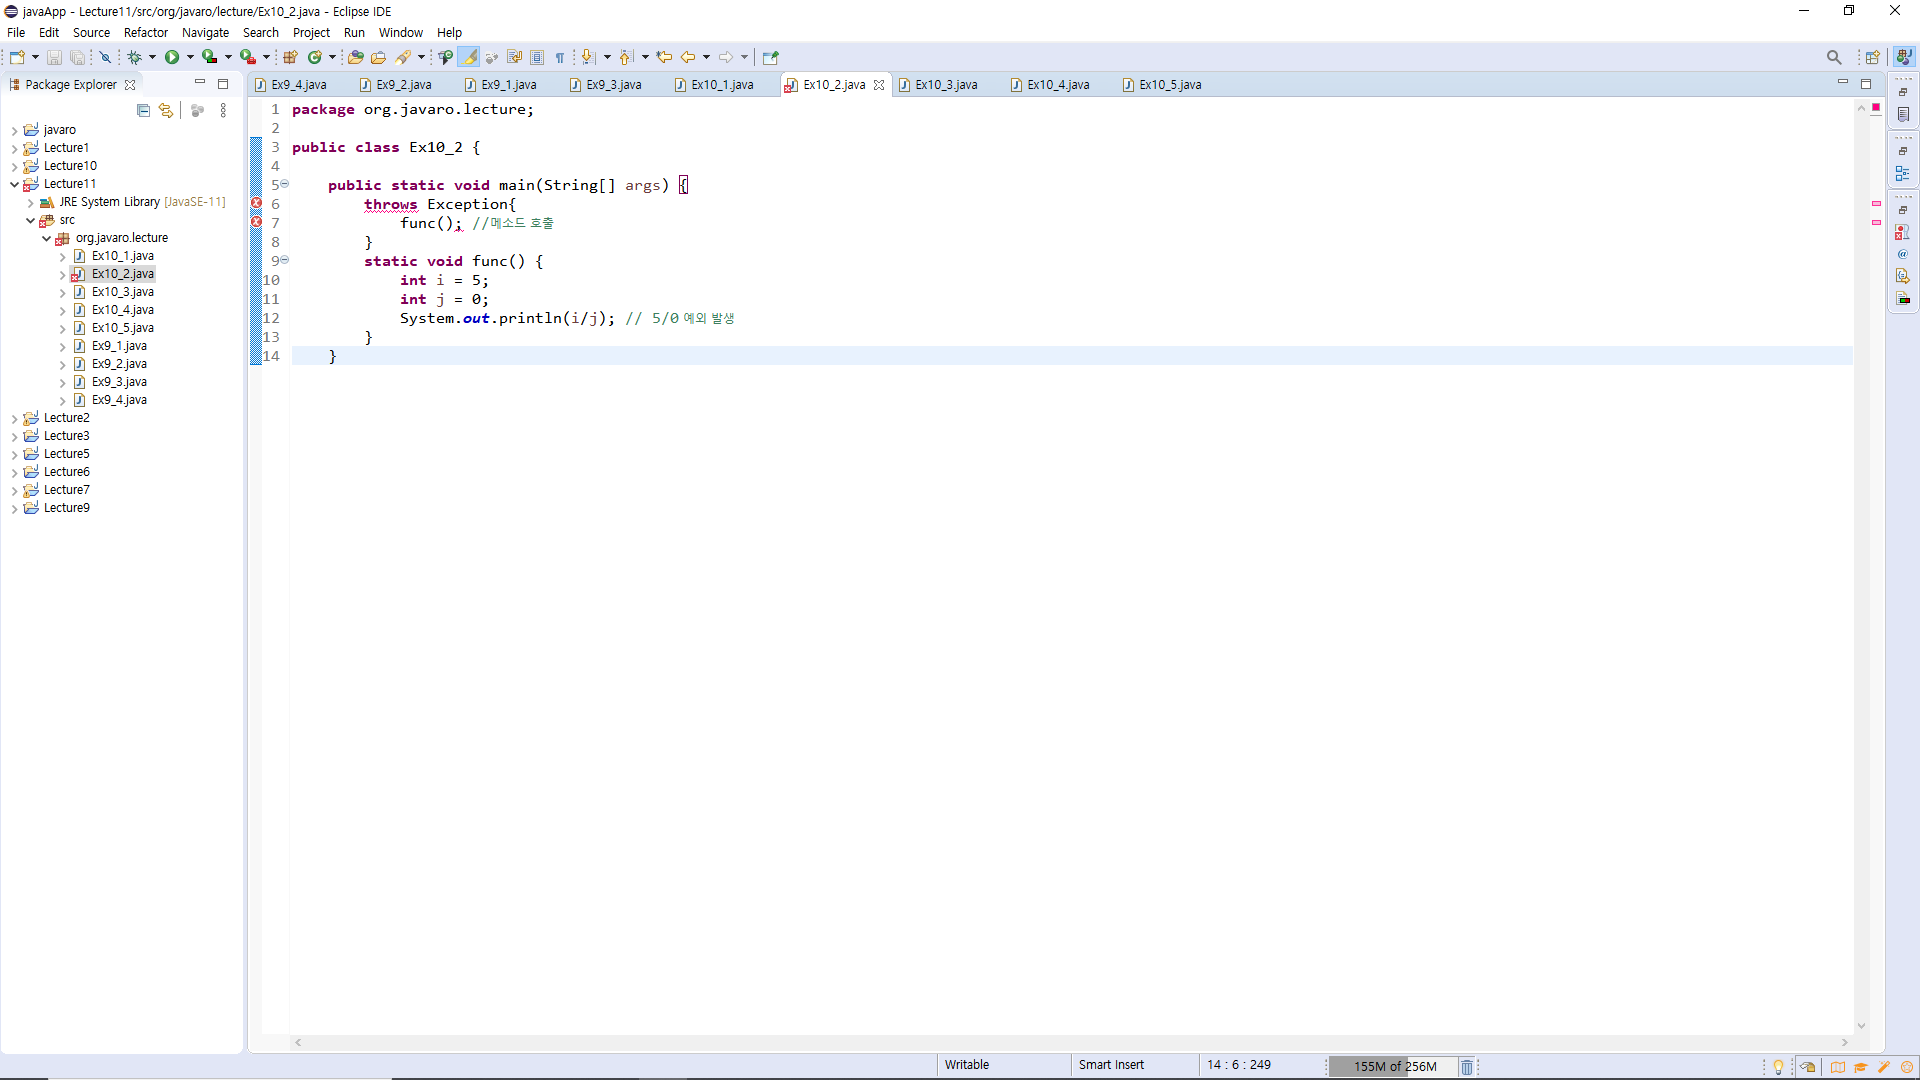 javaApp - Lecture11/src/org/javaro/lecture/Ex10_2.java - Eclipse IDE
File Edit Source Refactor Navigate Search Project Run Window Help
Package Explorer
Ex9_4.java Ex9_2.java Ex9_1.java Ex9_3.java Ex10_1.java Ex10_2.java Ex10_3.java Ex10_4.java Ex10_5.java
javaro
Lecture1
Lecture10
Lecture11
JRE System Library [JavaSE-11]
src
org.javaro.lecture
Ex10_1.java
Ex10_2.java
Ex10_3.java
Ex10_4.java
Ex10_5.java
Ex9_1.java
Ex9_2.java
Ex9_3.java
Ex9_4.java
Lecture2
Lecture3
Lecture5
Lecture6
Lecture7
Lecture9
1 package org.javaro.lecture;
2
3 public class Ex10_2 {
4
5 public static void main(String[] args) {
6 throws Exception{
7 func(); //메소드 호출
8 }
9 static void func() {
10 int i = 5;
11 int j = 0;
12 System.out.println(i/j); // 5/0 예외 발생
13 }
14 }
Writable Smart Insert 14 : 6 : 249 155M of 256M